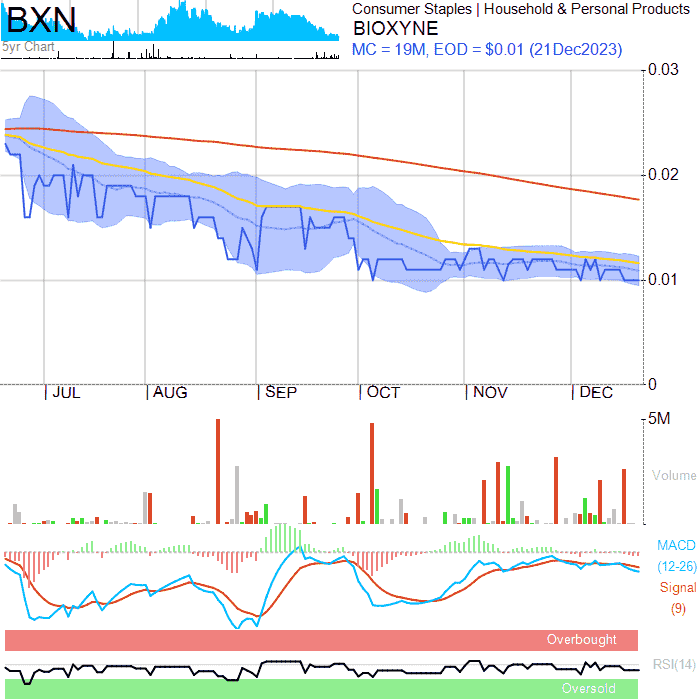 BXN
Consumer Staples | Household & Personal Products
BIOXYNE
5yr Chart
MC = 19M, EOD = $0.01 (21Dec2023)
0.03
0.02
0.01
0
JUL AUG SEP OCT NOV DEC
5M
Volume
MACD
(12-26)
Signal
(9)
Overbought
RSI(14)
Oversold